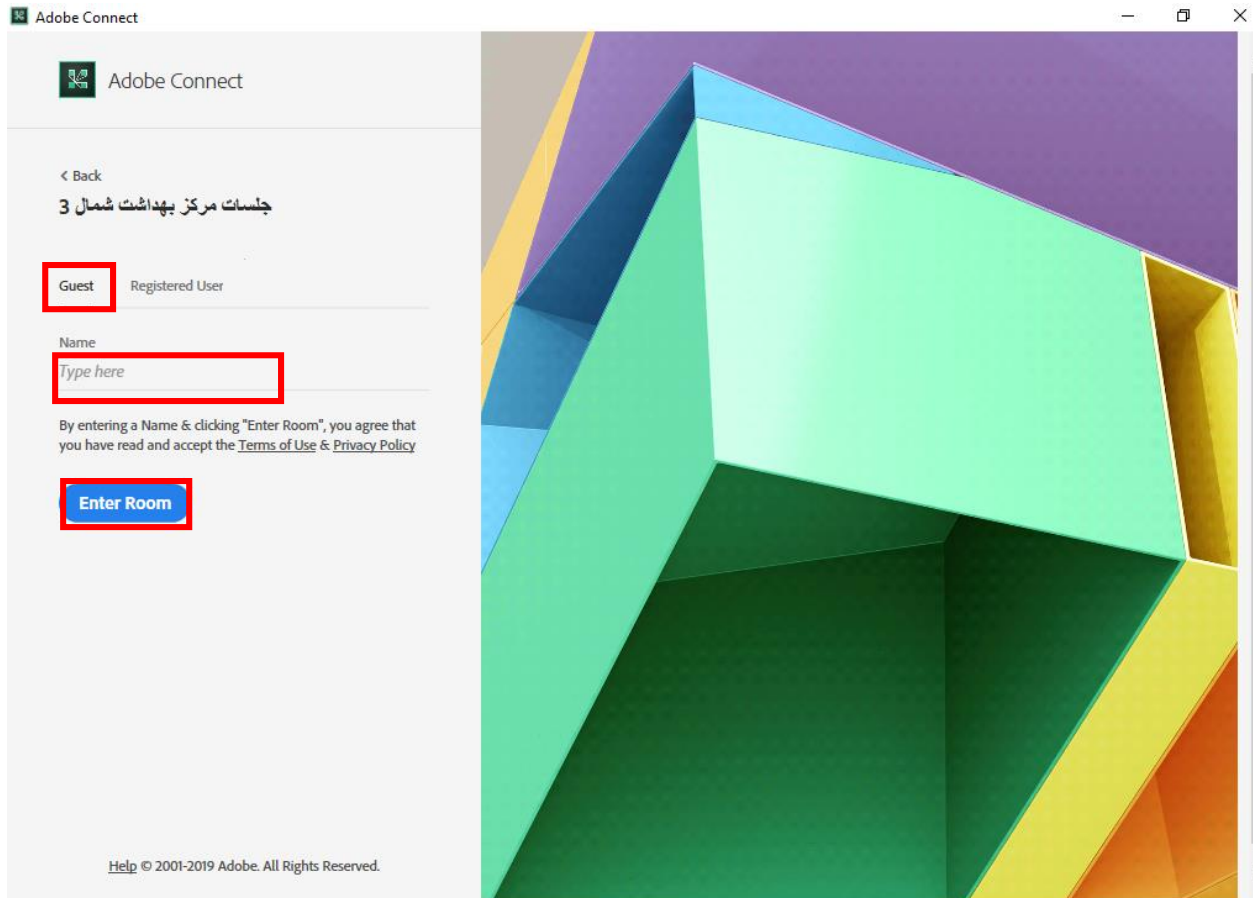 Adobe Connect
Adobe Connect
< Back
جلسات مرکز بهداشت شمال 3
Guest Registered User
Name
Type here
By entering a Name & clicking "Enter Room", you agree that
you have read and accept the Terms of Use & Privacy Policy
Enter Room
Help © 2001-2019 Adobe. All Rights Reserved.